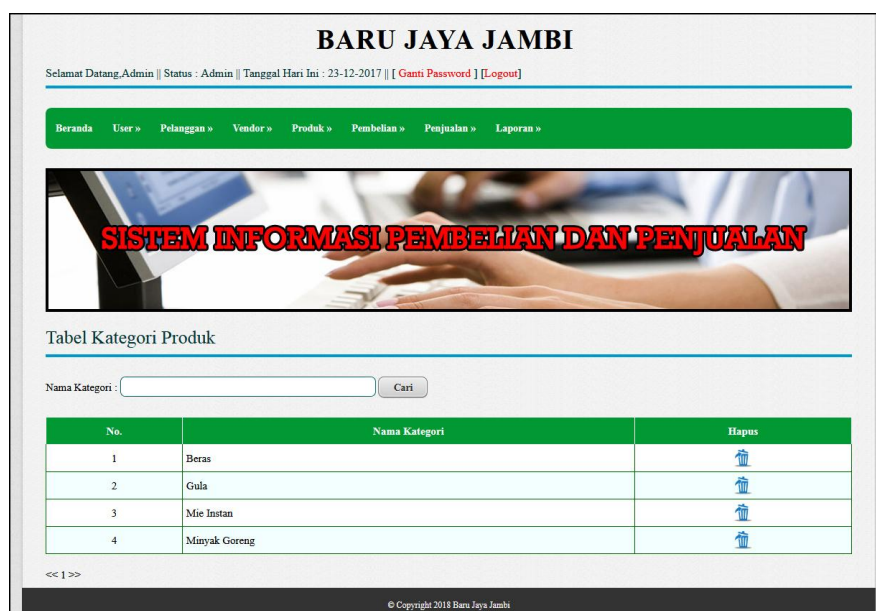 BARU JAYA JAMBI
Selamat Datang,Admin || Status : Admin || Tanggal Hari Ini : 23-12-2017 || [ Ganti Password ] [Logout]
Beranda User » Pelanggan » Vendor » Produk » Pembelian » Penjualan » Laporan »
SISTEM INFORMASI PEMBELIAN DAN PENJUALAN
Tabel Kategori Produk
Nama Kategori : Cari
No. Nama Kategori Hapus
1 Beras
2 Gula
3 Mie Instan
4 Minyak Goreng
<< 1 >>
© Copyright 2018 Baru Jaya Jambi